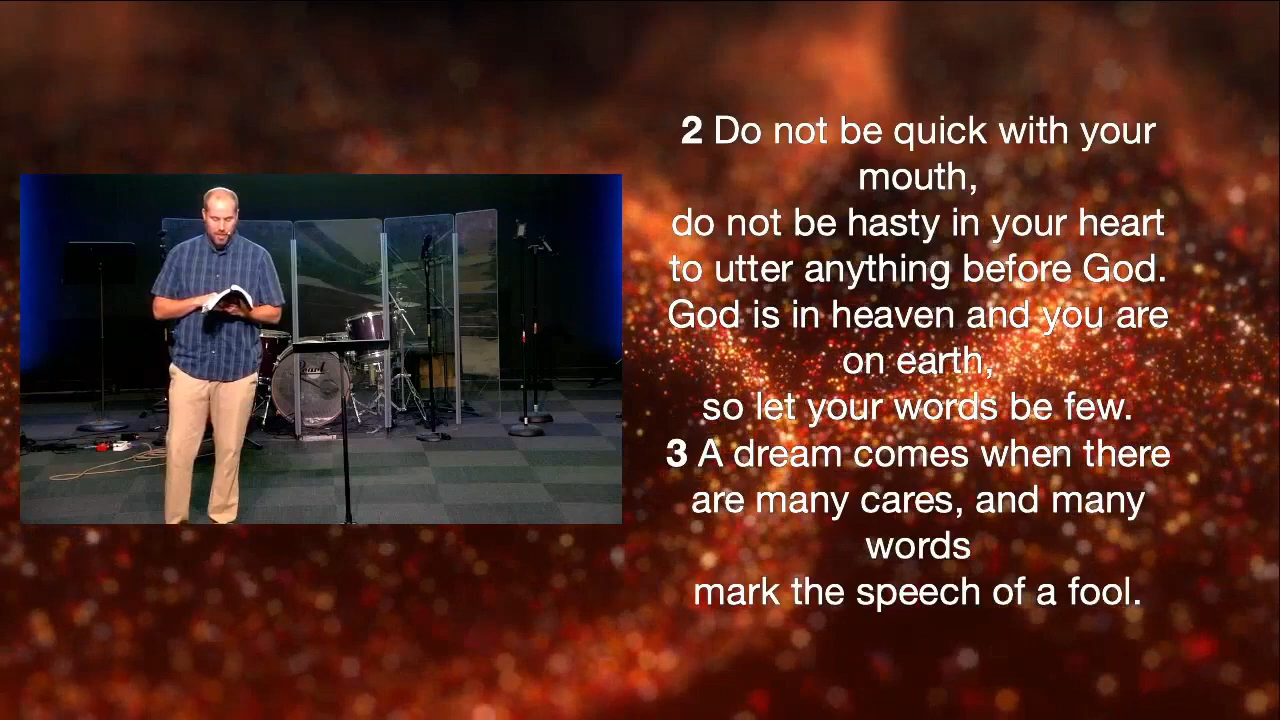 2 Do not be quick with your
mouth,
do not be hasty in your heart
to utter anything before God.
God is in heaven and you are
on earth,
so let your words be few.
3 A dream comes when there
are many cares, and many
words
mark the speech of a fool.
Pearl